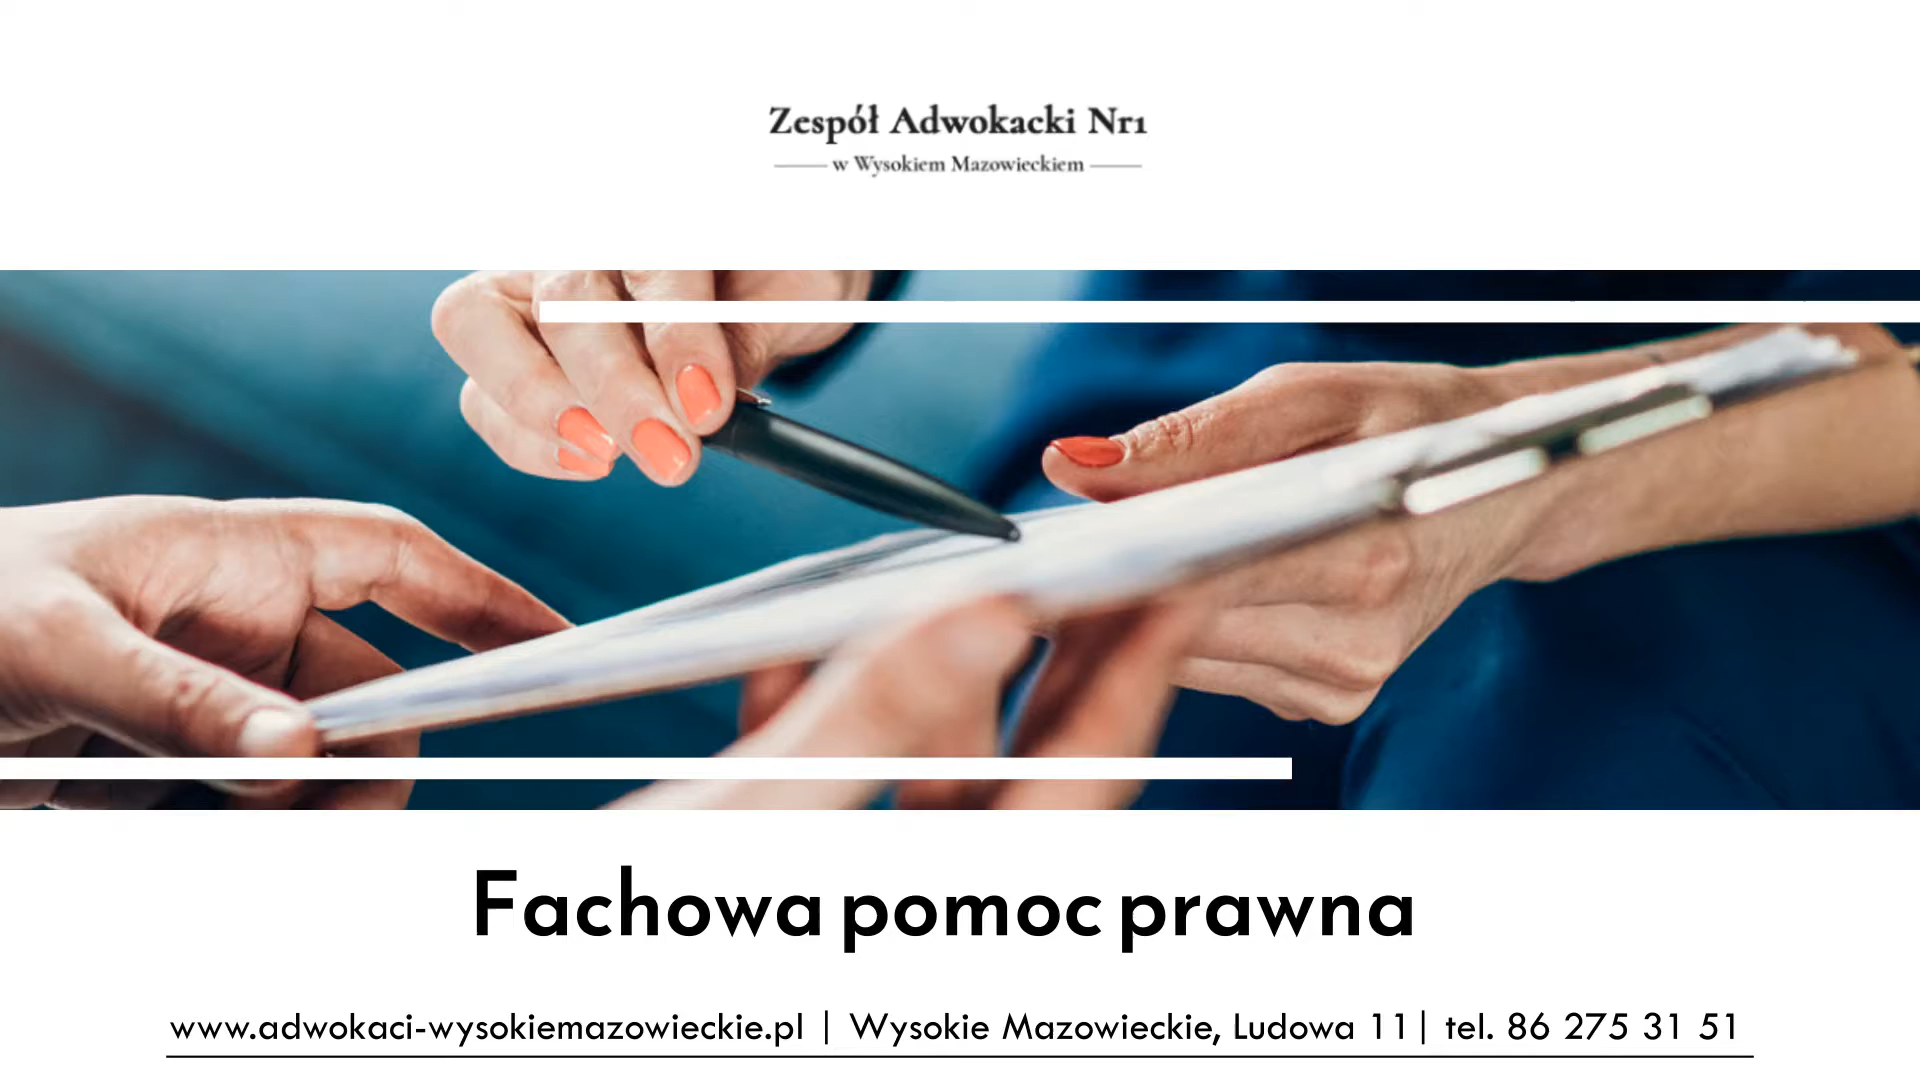 Zespół Adwokacki Nr1
w Wysokiem Mazowieckiem
Fachowa pomoc prawna
www.adwokaci-wysokiemazowieckie.pl | Wysokie Mazowieckie, Ludowa 11| tel. 86 275 31 51